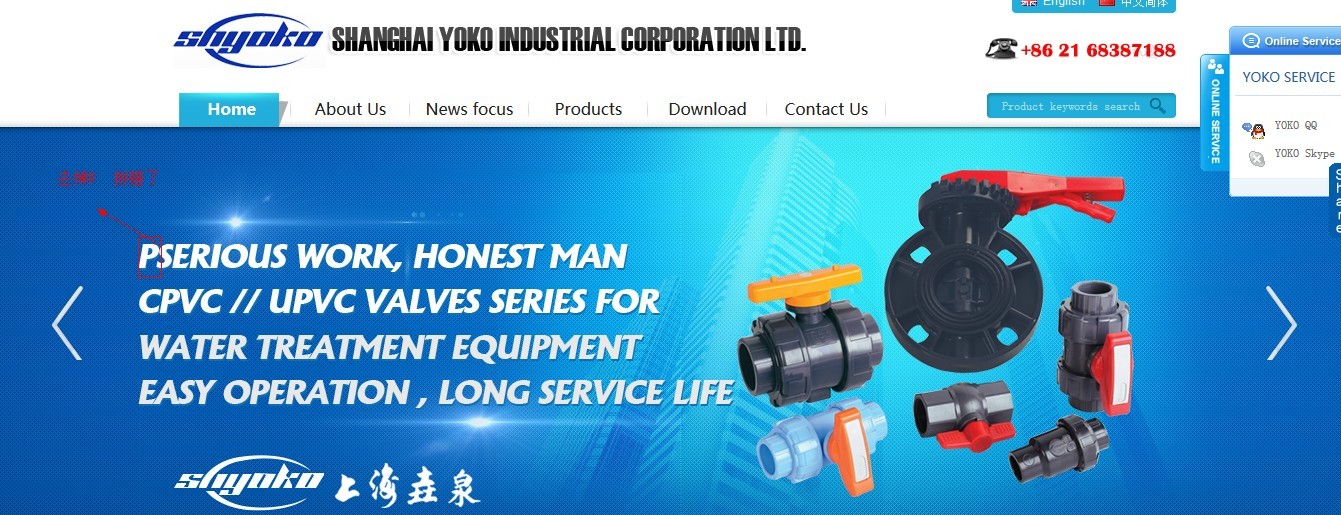 English 中文简体
shyoko SHANGHAI YOKO INDUSTRIAL CORPORATION LTD.
+86 21 68387188
Online Service
YOKO SERVICE
ONLINE SERVICE
Home About Us News focus Products Download Contact Us
Product keywords search
YOKO QQ
YOKO Skype
Share
去掉P 拼错了
PSERIOUS WORK, HONEST MAN
CPVC // UPVC VALVES SERIES FOR
WATER TREATMENT EQUIPMENT
EASY OPERATION , LONG SERVICE LIFE
shyoko 上海垚泉